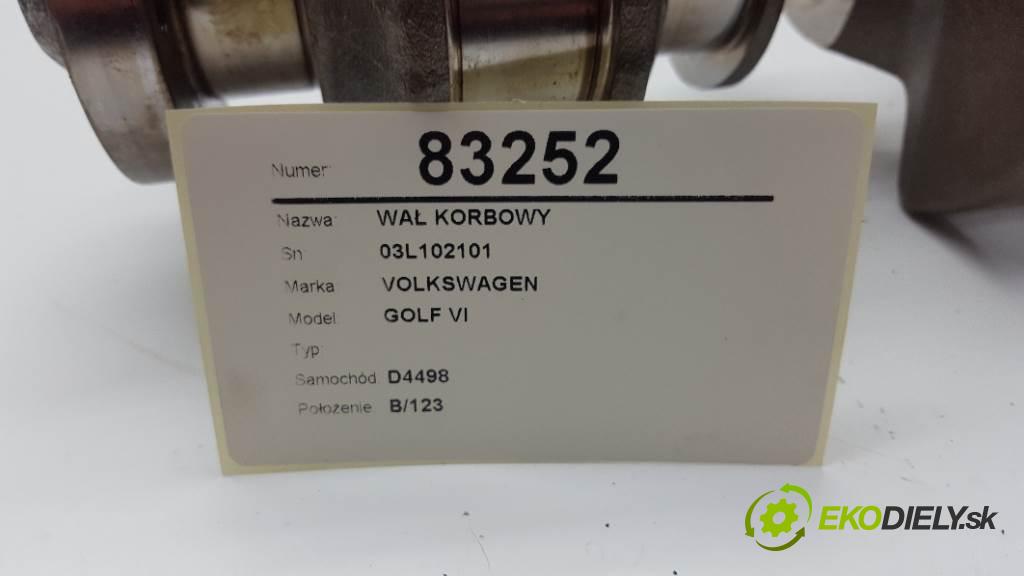 Numer: 83252
Nazwa: WAŁ KORBOWY
Sn 03L102101
Marka: VOLKSWAGEN
Model: GOLF VI
Typ:
Samochód: D4498
Położenie: B/123
EKODIELY.sk